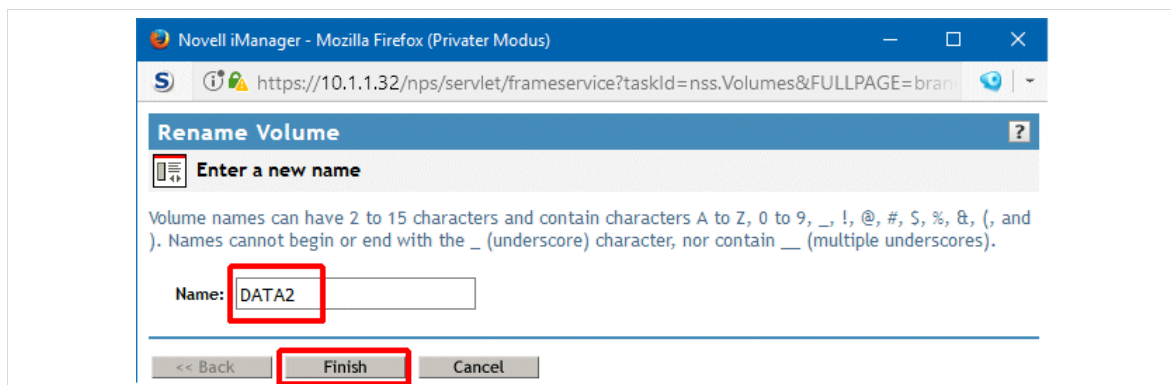 Novell iManager - Mozilla Firefox (Privater Modus)
https://10.1.1.32/nps/servlet/frameservice?taskId=nss.Volumes&FULLPAGE=bran
Rename Volume
?
Enter a new name
Volume names can have 2 to 15 characters and contain characters A to Z, 0 to 9, _, !, @, #, $, %, &, (, and
). Names cannot begin or end with the _ (underscore) character, nor contain __ (multiple underscores).
Name: DATA2
<< Back Finish Cancel